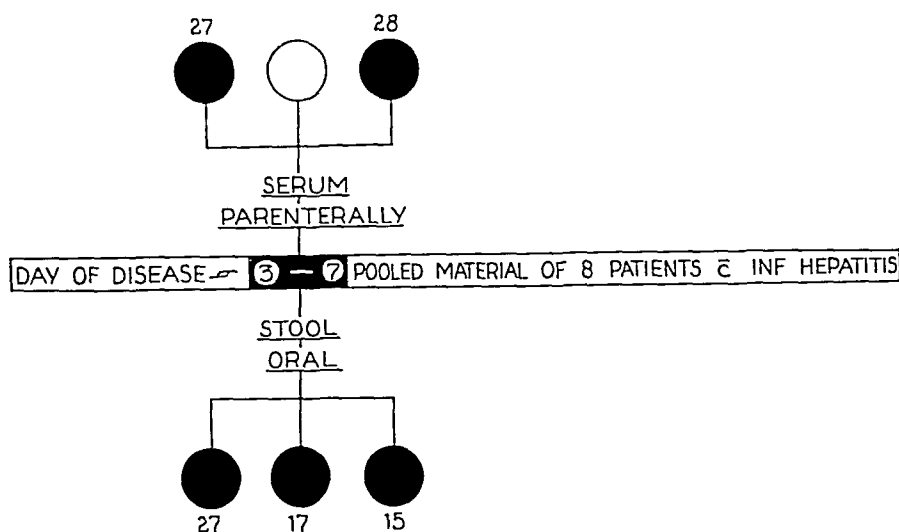 27 28
SERUM
PARENTERALLY
DAY OF DISEASE 3 — 7 POOLED MATERIAL OF 8 PATIENTS c̄ INF HEPATITIS
STOOL
ORAL
27 17 15